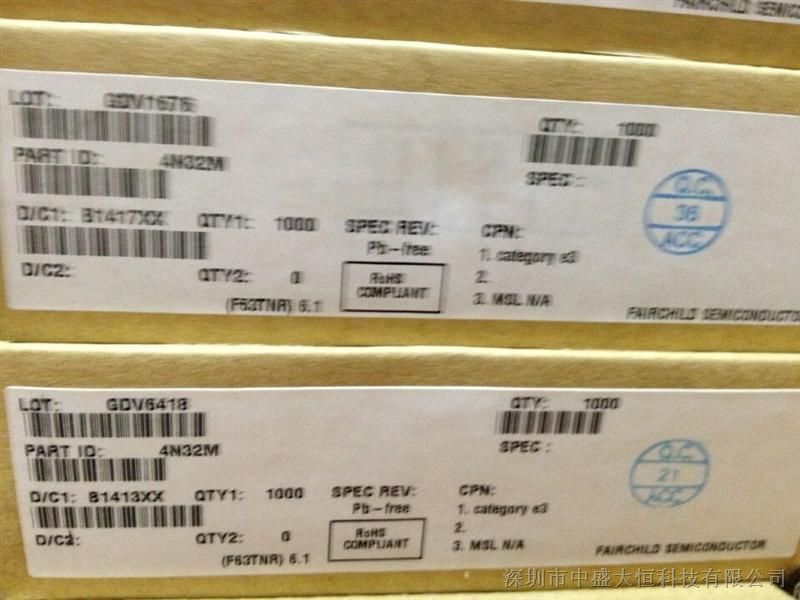 FAIRCHILD SEMICON
LOT: GDV1676
QTY: 1000
PART ID: 4N32M
SPEC :
Q.C.
36
ACC
D/C1: B1417XX QTY1: 1000 SPEC REV: CPN:
Pb-free 1. category e3
D/C2: QTY2: 0 RoHS COMPLIANT 2.
(F63TNR) 6.1 3. MSL N/A
FAIRCHILD SEMICONDUCTO
LOT: GDV6418
QTY: 1000
PART ID: 4N32M
SPEC :
Q.C.
21
ACC
D/C1: B1413XX QTY1: 1000 SPEC REV: CPN:
Pb-free 1. category e3
D/C2: QTY2: 0 RoHS COMPLIANT 2.
(F63TNR) 6.1 3. MSL N/A
FAIRCHILD SEMICONDUCTOR
深圳市中盛大恒科技有限公司